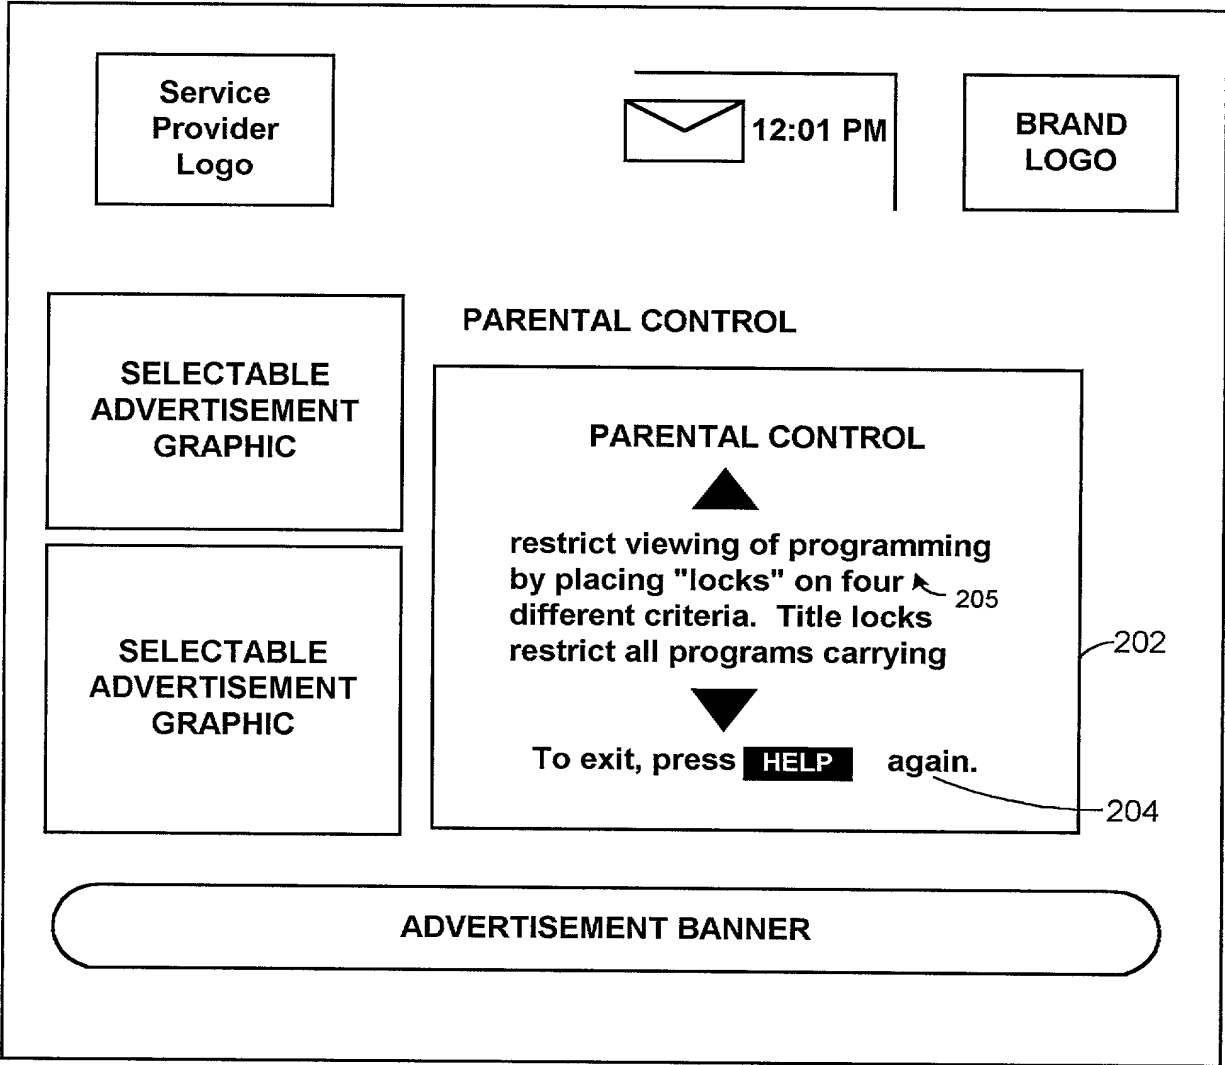 Service
Provider
Logo
12:01 PM
BRAND
LOGO
SELECTABLE
ADVERTISEMENT
GRAPHIC
SELECTABLE
ADVERTISEMENT
GRAPHIC
PARENTAL CONTROL
PARENTAL CONTROL
restrict viewing of programming
by placing "locks" on four
205
different criteria.  Title locks
restrict all programs carrying
202
To exit, press HELP again.
204
ADVERTISEMENT BANNER